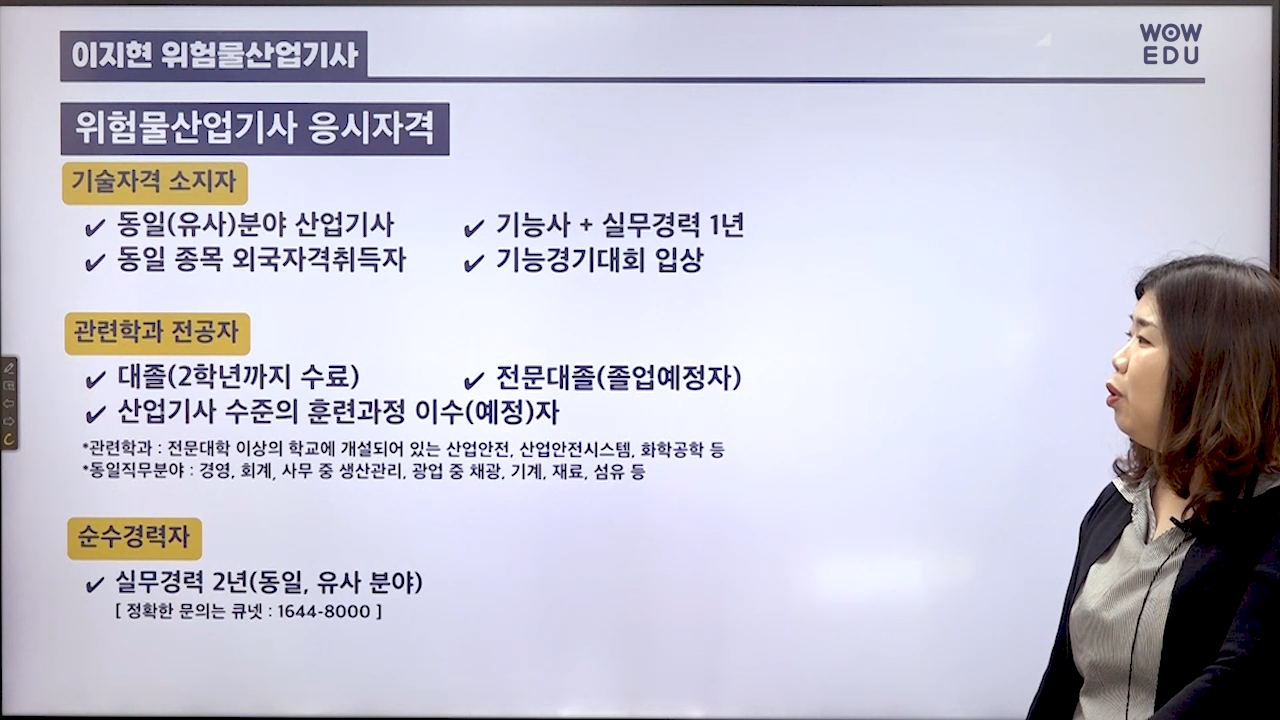 이지현 위험물산업기사
WOW
EDU
위험물산업기사 응시자격
기술자격 소지자
✔ 동일(유사)분야 산업기사
✔ 기능사 + 실무경력 1년
✔ 동일 종목 외국자격취득자
✔ 기능경기대회 입상
관련학과 전공자
✔ 대졸(2학년까지 수료)
✔ 전문대졸(졸업예정자)
✔ 산업기사 수준의 훈련과정 이수(예정)자
*관련학과 : 전문대학 이상의 학교에 개설되어 있는 산업안전, 산업안전시스템, 화학공학 등
*동일직무분야 : 경영, 회계, 사무 중 생산관리, 광업 중 채광, 기계, 재료, 섬유 등
순수경력자
✔ 실무경력 2년(동일, 유사 분야)
[ 정확한 문의는 큐넷 : 1644-8000 ]